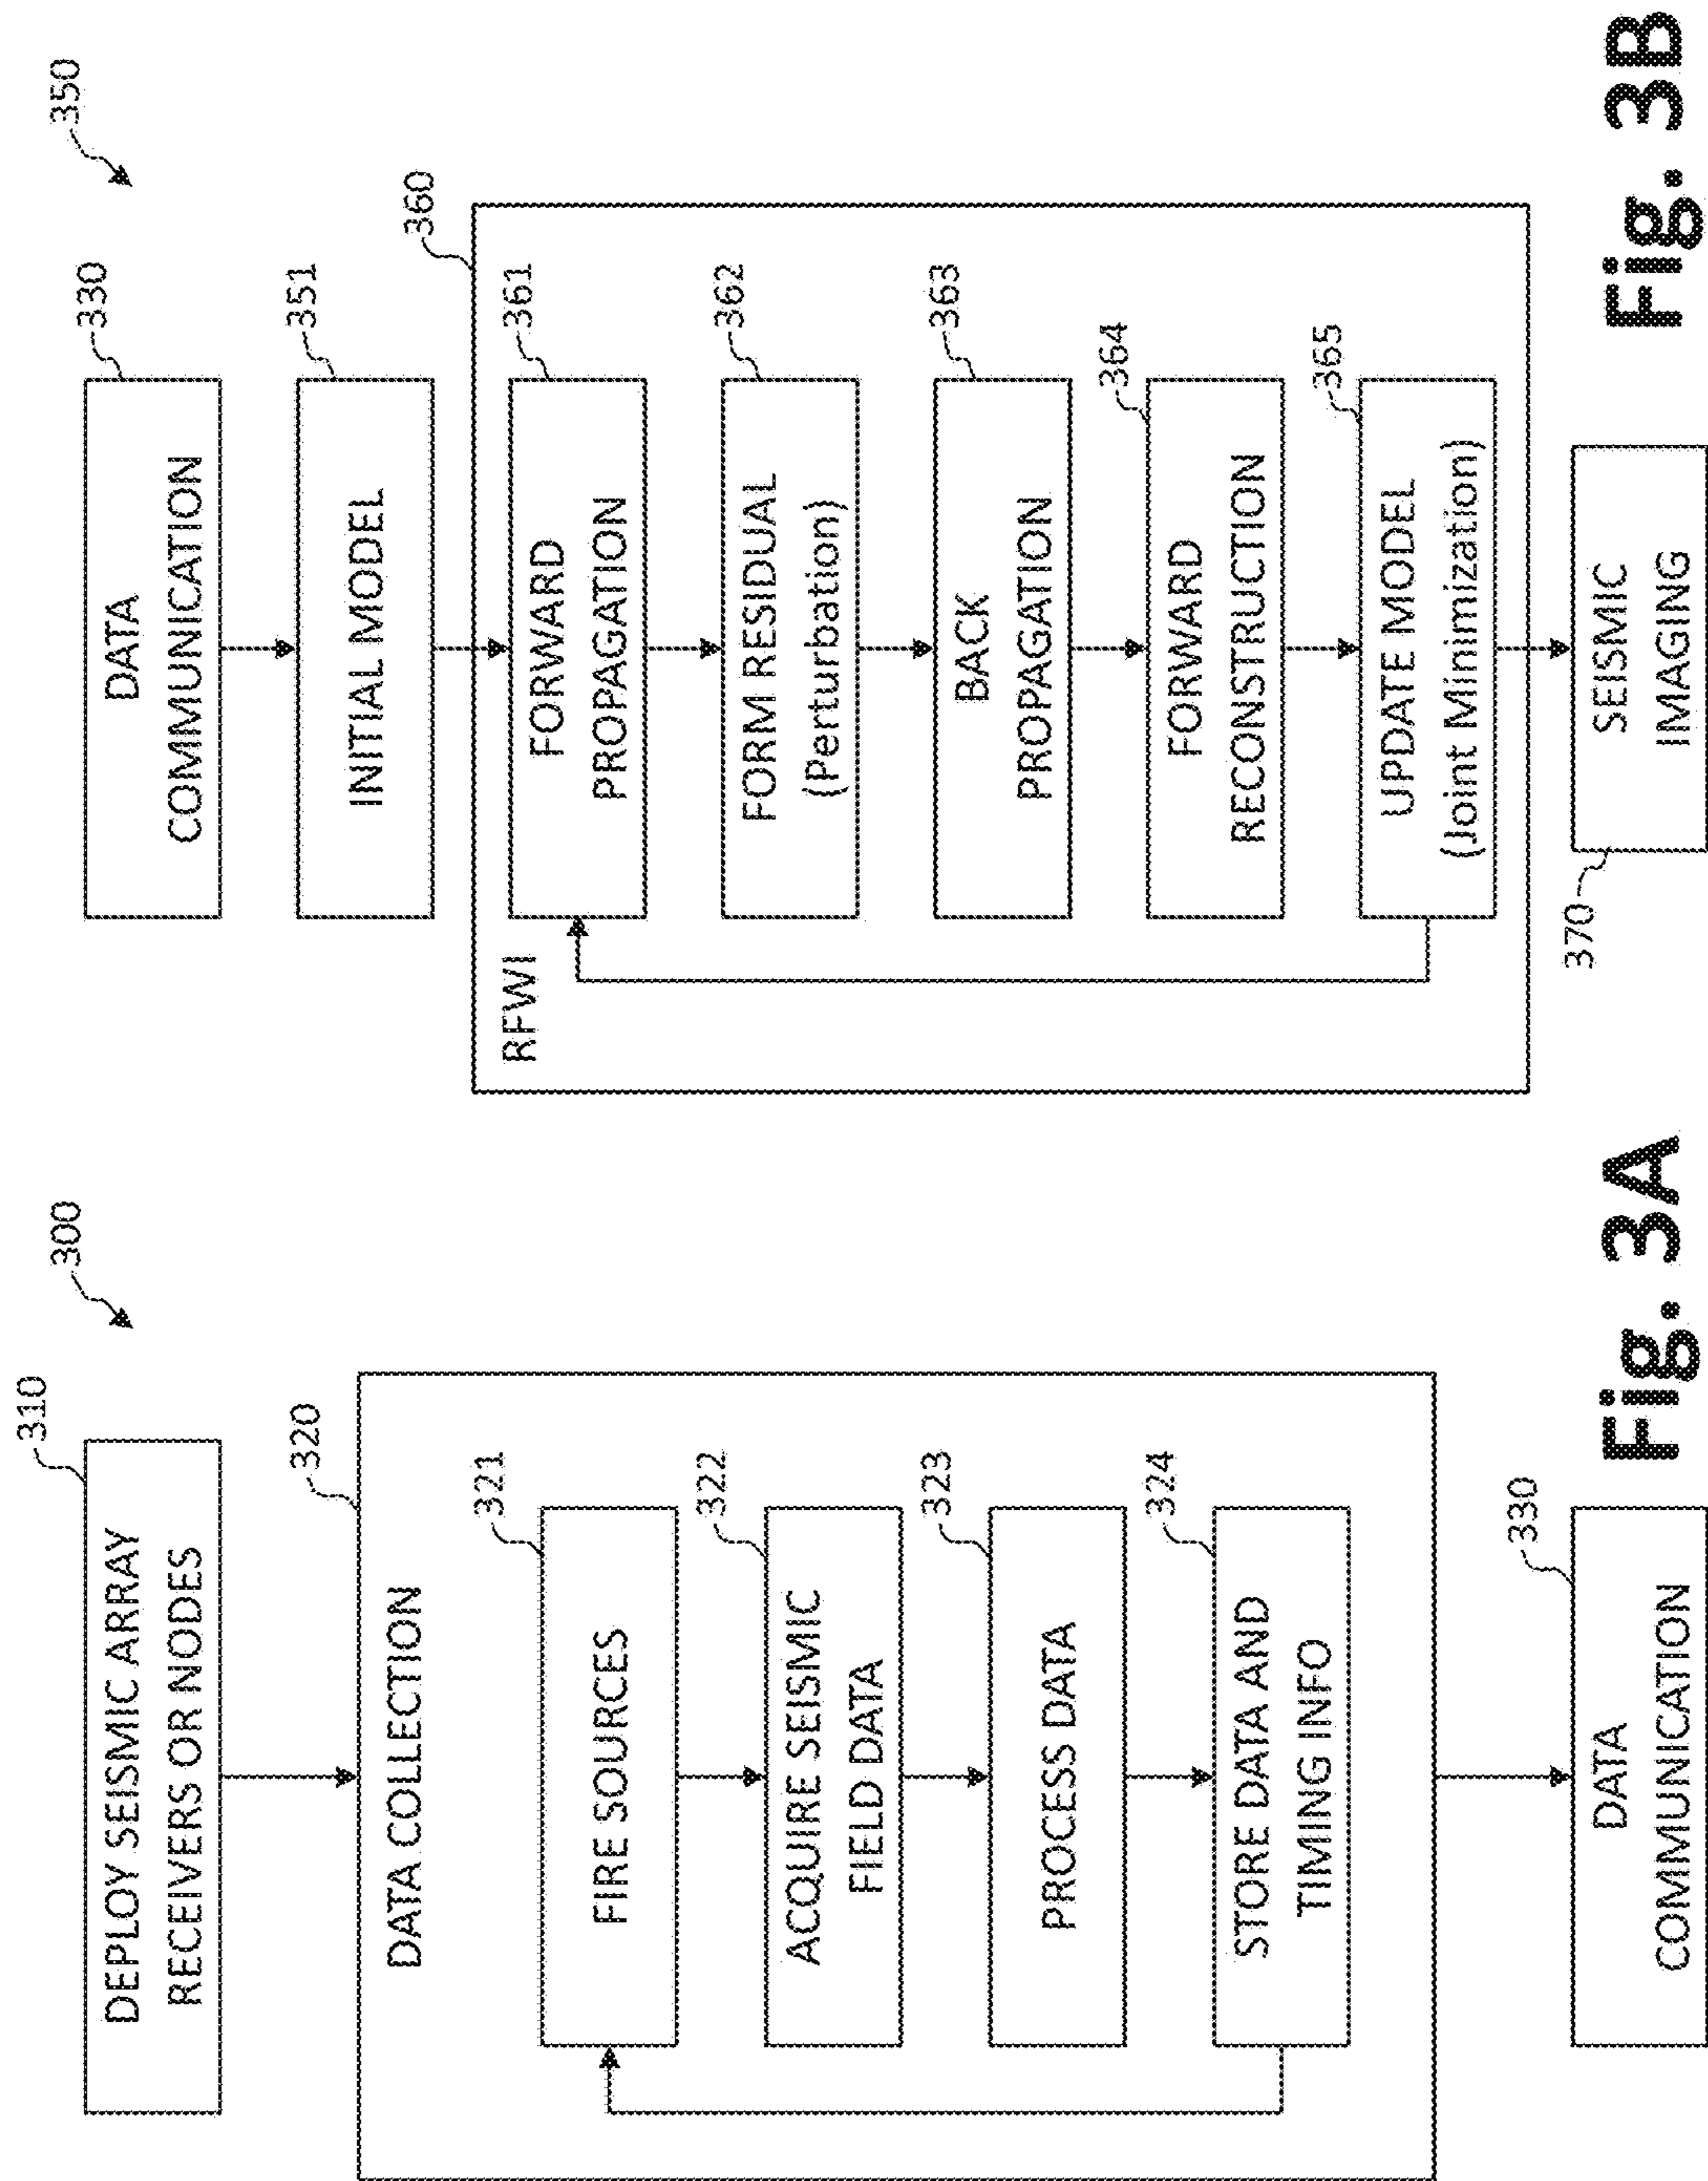 300
310
DEPLOY SEISMIC ARRAY
RECEIVERS OR NODES
320
DATA COLLECTION
321
FIRE SOURCES
322
ACQUIRE SEISMIC
FIELD DATA
323
PROCESS DATA
324
STORE DATA AND
TIMING INFO
330
DATA
COMMUNICATION
Fig. 3A
350
330
DATA
COMMUNICATION
351
INITIAL MODEL
360
RFWI
361
FORWARD
PROPAGATION
362
FORM RESIDUAL
(Perturbation)
363
BACK
PROPAGATION
364
FORWARD
RECONSTRUCTION
365
UPDATE MODEL
(Joint Minimization)
370
SEISMIC
IMAGING
Fig. 3B